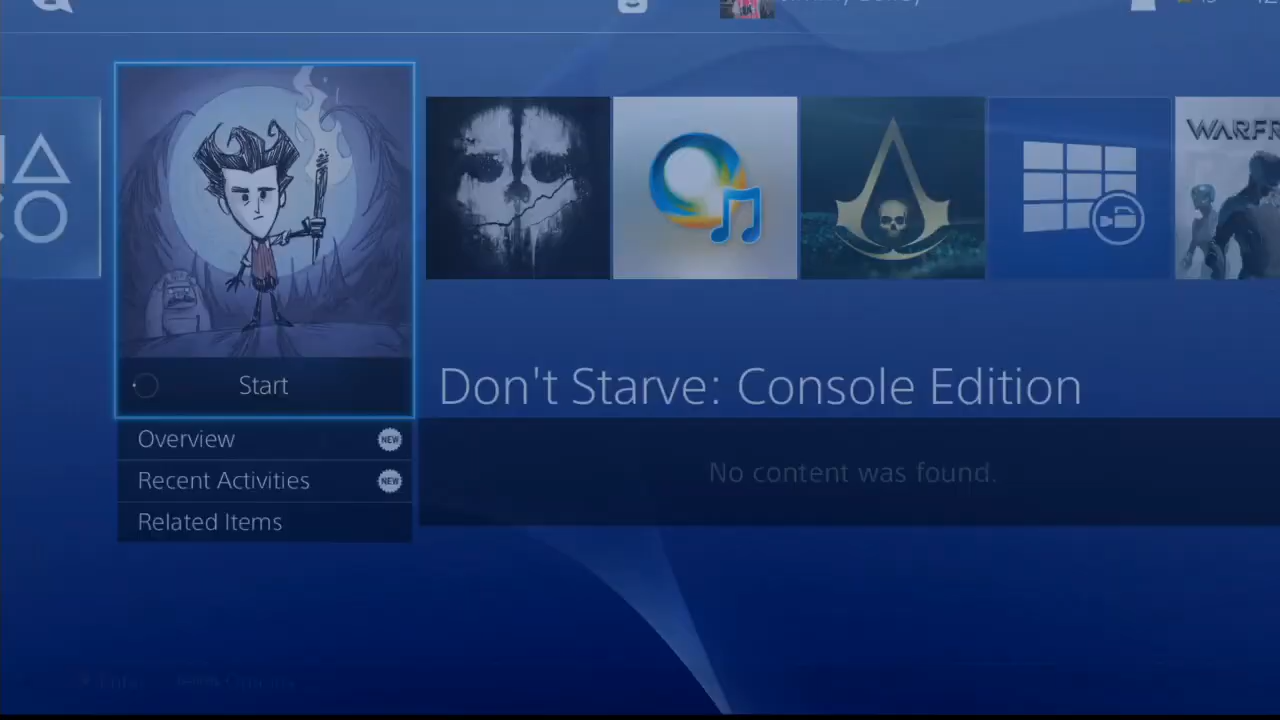 WARFR
Start
Don't Starve: Console Edition
Overview
NEW
No content was found.
Recent Activities
NEW
Related Items